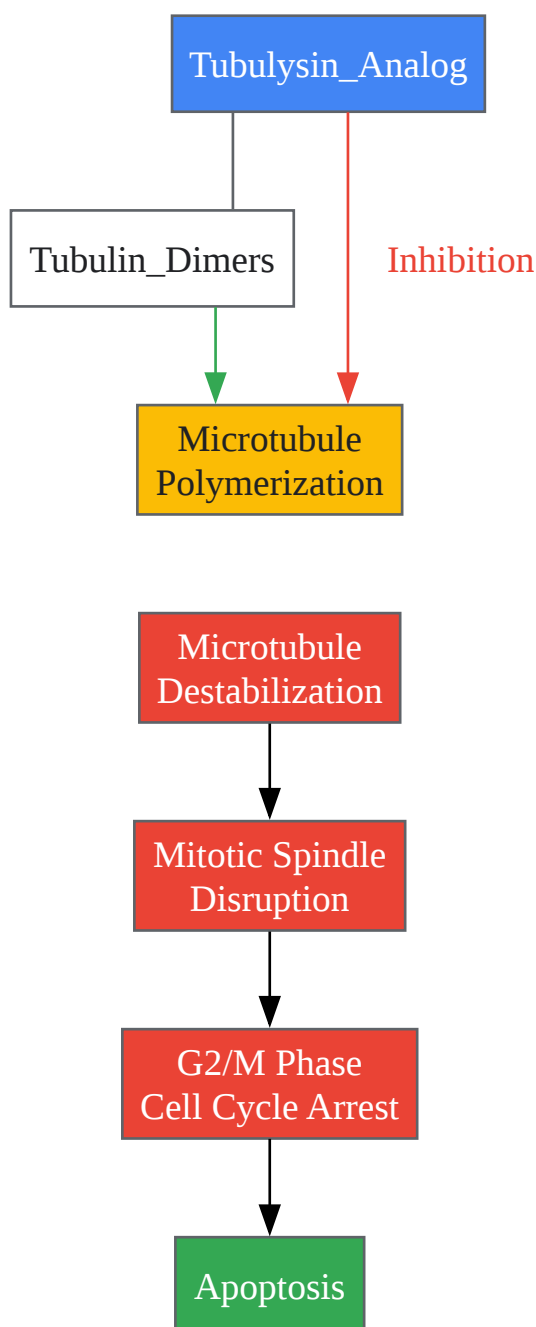 Tubulysin_Analog
Tubulin_Dimers
Inhibition
Microtubule
Polymerization
Microtubule
Destabilization
Mitotic Spindle
Disruption
G2/M Phase
Cell Cycle Arrest
Apoptosis